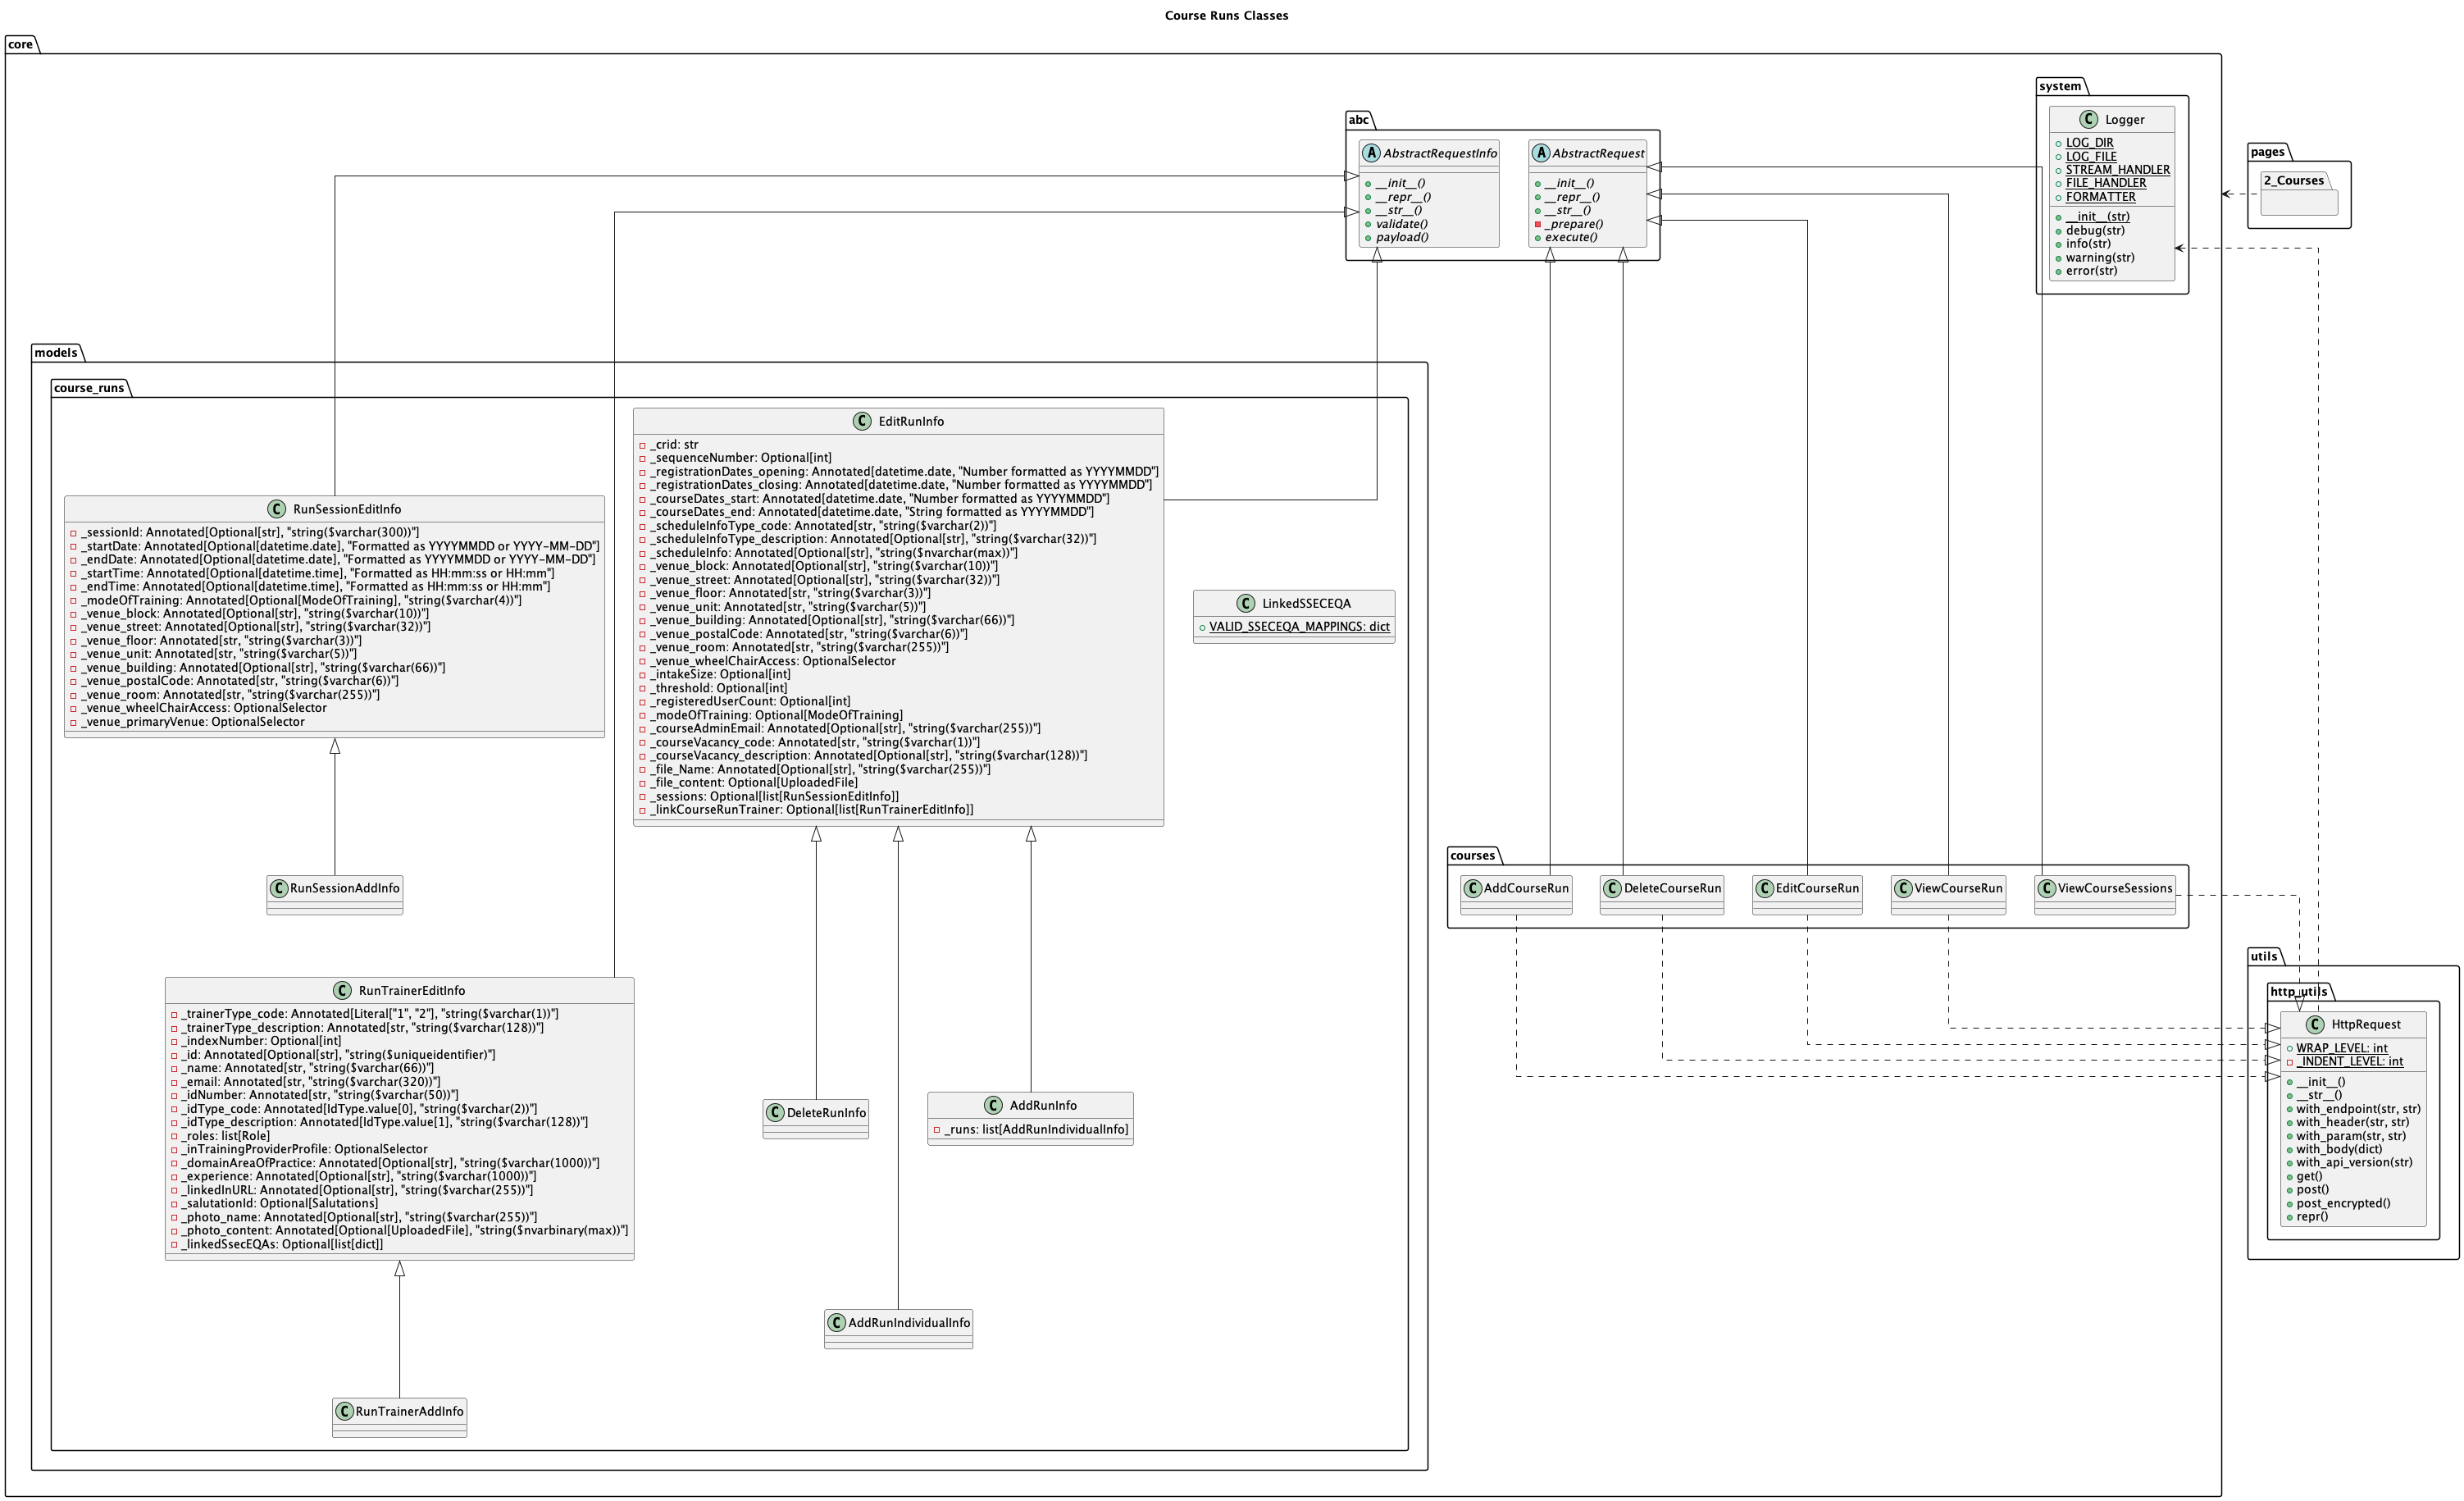 Course Runs Classes
core
system
C Logger
LOG_DIR
LOG_FILE
STREAM_HANDLER
FILE_HANDLER
FORMATTER
__init__(str)
debug(str)
info(str)
warning(str)
error(str)
pages
2_Courses
abc
A AbstractRequestInfo
__init__()
__repr__()
__str__()
validate()
payload()
A AbstractRequest
__init__()
__repr__()
__str__()
_prepare()
execute()
models
course_runs
C EditRunInfo
_crid: str
_sequenceNumber: Optional[int]
_registrationDates_opening: Annotated[datetime.date, "Number formatted as YYYYMMDD"]
_registrationDates_closing: Annotated[datetime.date, "Number formatted as YYYYMMDD"]
_courseDates_start: Annotated[datetime.date, "Number formatted as YYYYMMDD"]
_courseDates_end: Annotated[datetime.date, "String formatted as YYYYMMDD"]
_scheduleInfoType_code: Annotated[str, "string($varchar(2))"]
_scheduleInfoType_description: Annotated[Optional[str], "string($varchar(32))"]
_scheduleInfo: Annotated[Optional[str], "string($nvarchar(max))"]
_venue_block: Annotated[Optional[str], "string($varchar(10))"]
_venue_street: Annotated[Optional[str], "string($varchar(32))"]
_venue_floor: Annotated[str, "string($varchar(3))"]
_venue_unit: Annotated[str, "string($varchar(5))"]
_venue_building: Annotated[Optional[str], "string($varchar(66))"]
_venue_postalCode: Annotated[str, "string($varchar(6))"]
_venue_room: Annotated[str, "string($varchar(255))"]
_venue_wheelChairAccess: OptionalSelector
_intakeSize: Optional[int]
_threshold: Optional[int]
_registeredUserCount: Optional[int]
_modeOfTraining: Optional[ModeOfTraining]
_courseAdminEmail: Annotated[Optional[str], "string($varchar(255))"]
_courseVacancy_code: Annotated[str, "string($varchar(1))"]
_courseVacancy_description: Annotated[Optional[str], "string($varchar(128))"]
_file_Name: Annotated[Optional[str], "string($varchar(255))"]
_file_content: Optional[UploadedFile]
_sessions: Optional[list[RunSessionEditInfo]]
_linkCourseRunTrainer: Optional[list[RunTrainerEditInfo]]
C RunSessionEditInfo
_sessionId: Annotated[Optional[str], "string($varchar(300))"]
_startDate: Annotated[Optional[datetime.date], "Formatted as YYYYMMDD or YYYY-MM-DD"]
_endDate: Annotated[Optional[datetime.date], "Formatted as YYYYMMDD or YYYY-MM-DD"]
_startTime: Annotated[Optional[datetime.time], "Formatted as HH:mm:ss or HH:mm"]
_endTime: Annotated[Optional[datetime.time], "Formatted as HH:mm:ss or HH:mm"]
_modeOfTraining: Annotated[Optional[ModeOfTraining], "string($varchar(4))"]
_venue_block: Annotated[Optional[str], "string($varchar(10))"]
_venue_street: Annotated[Optional[str], "string($varchar(32))"]
_venue_floor: Annotated[str, "string($varchar(3))"]
_venue_unit: Annotated[str, "string($varchar(5))"]
_venue_building: Annotated[Optional[str], "string($varchar(66))"]
_venue_postalCode: Annotated[str, "string($varchar(6))"]
_venue_room: Annotated[str, "string($varchar(255))"]
_venue_wheelChairAccess: OptionalSelector
_venue_primaryVenue: OptionalSelector
C LinkedSSECEQA
VALID_SSECEQA_MAPPINGS: dict
C RunSessionAddInfo
courses
C AddCourseRun
C DeleteCourseRun
C EditCourseRun
C ViewCourseRun
C ViewCourseSessions
C RunTrainerEditInfo
_trainerType_code: Annotated[Literal["1", "2"], "string($varchar(1))"]
_trainerType_description: Annotated[str, "string($varchar(128))"]
_indexNumber: Optional[int]
_id: Annotated[Optional[str], "string($uniqueidentifier)"]
_name: Annotated[str, "string($varchar(66))"]
_email: Annotated[str, "string($varchar(320))"]
_idNumber: Annotated[str, "string($varchar(50))"]
_idType_code: Annotated[IdType.value[0], "string($varchar(2))"]
_idType_description: Annotated[IdType.value[1], "string($varchar(128))"]
_roles: list[Role]
_inTrainingProviderProfile: OptionalSelector
_domainAreaOfPractice: Annotated[Optional[str], "string($varchar(1000))"]
_experience: Annotated[Optional[str], "string($varchar(1000))"]
_linkedInURL: Annotated[Optional[str], "string($varchar(255))"]
_salutationId: Optional[Salutations]
_photo_name: Annotated[Optional[str], "string($varchar(255))"]
_photo_content: Annotated[Optional[UploadedFile], "string($nvarbinary(max))"]
_linkedSsecEQAs: Optional[list[dict]]
C DeleteRunInfo
C AddRunInfo
_runs: list[AddRunIndividualInfo]
C AddRunIndividualInfo
C RunTrainerAddInfo
utils
http_utils
C HttpRequest
WRAP_LEVEL: int
_INDENT_LEVEL: int
__init__()
__str__()
with_endpoint(str, str)
with_header(str, str)
with_param(str, str)
with_body(dict)
with_api_version(str)
get()
post()
post_encrypted()
repr()